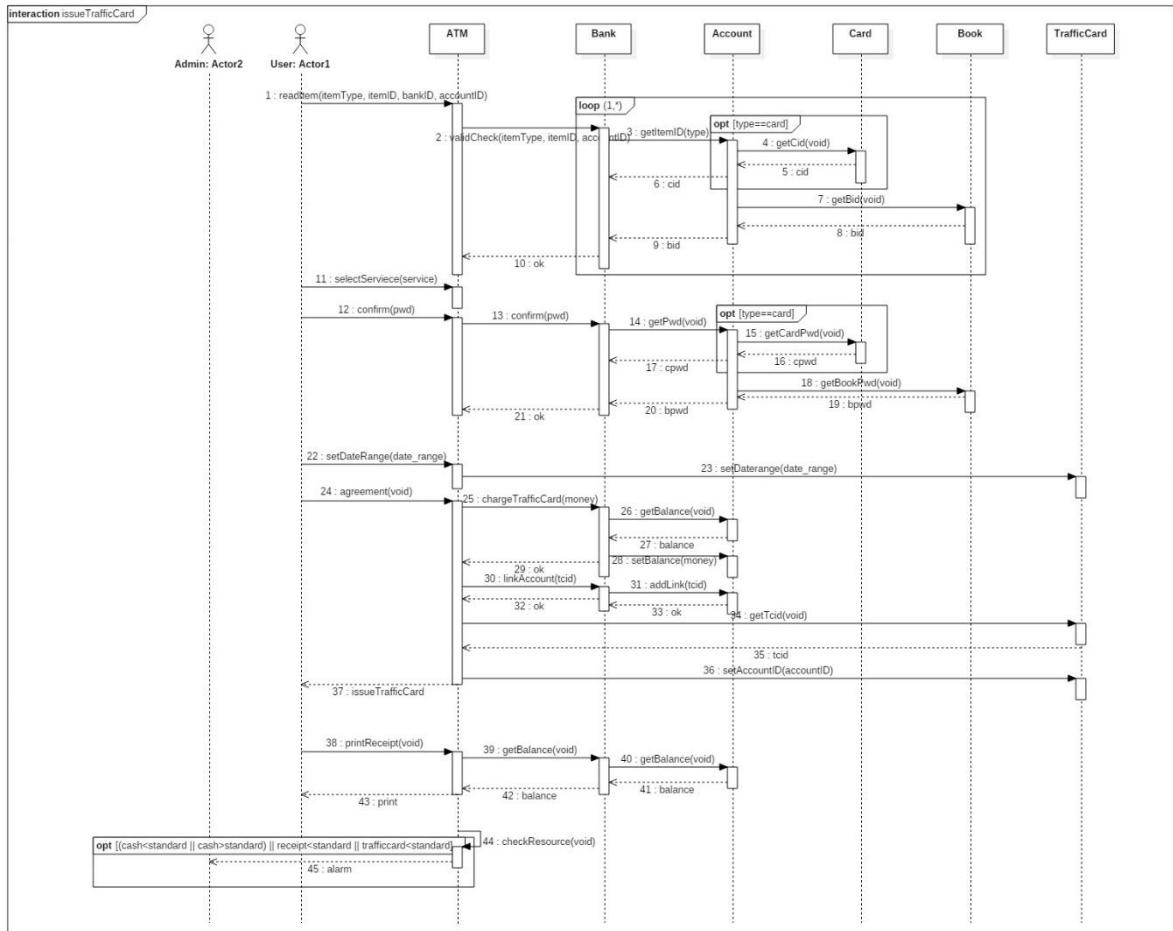 interaction issueTrafficCard
Admin: Actor2
User: Actor1
ATM
Bank
Account
Card
Book
TrafficCard
1 : readItem(itemType, itemID, bankID, accountID)
loop (1,*)
opt [type==card]
2 : validCheck(itemType, itemID, accountID)
3 : getItemID(type)
4 : getCid(void)
5 : cid
6 : cid
7 : getBid(void)
8 : bid
9 : bid
10 : ok
11 : selectServiece(service)
12 : confirm(pwd)
13 : confirm(pwd)
opt [type==card]
14 : getPwd(void)
15 : getCardPwd(void)
16 : cpwd
17 : cpwd
18 : getBookPwd(void)
19 : bpwd
20 : bpwd
21 : ok
22 : setDateRange(date_range)
23 : setDaterange(date_range)
24 : agreement(void)
25 : chargeTrafficCard(money)
26 : getBalance(void)
27 : balance
28 : setBalance(money)
29 : ok
30 : linkAccount(tcid)
31 : addLink(tcid)
32 : ok
33 : ok
34 : getTcid(void)
35 : tcid
36 : setAccountID(accountID)
37 : issueTrafficCard
38 : printReceipt(void)
39 : getBalance(void)
40 : getBalance(void)
41 : balance
42 : balance
43 : print
44 : checkResource(void)
opt [(cash<standard || cash>standard) || receipt<standard || trafficcard<standard]
45 : alarm